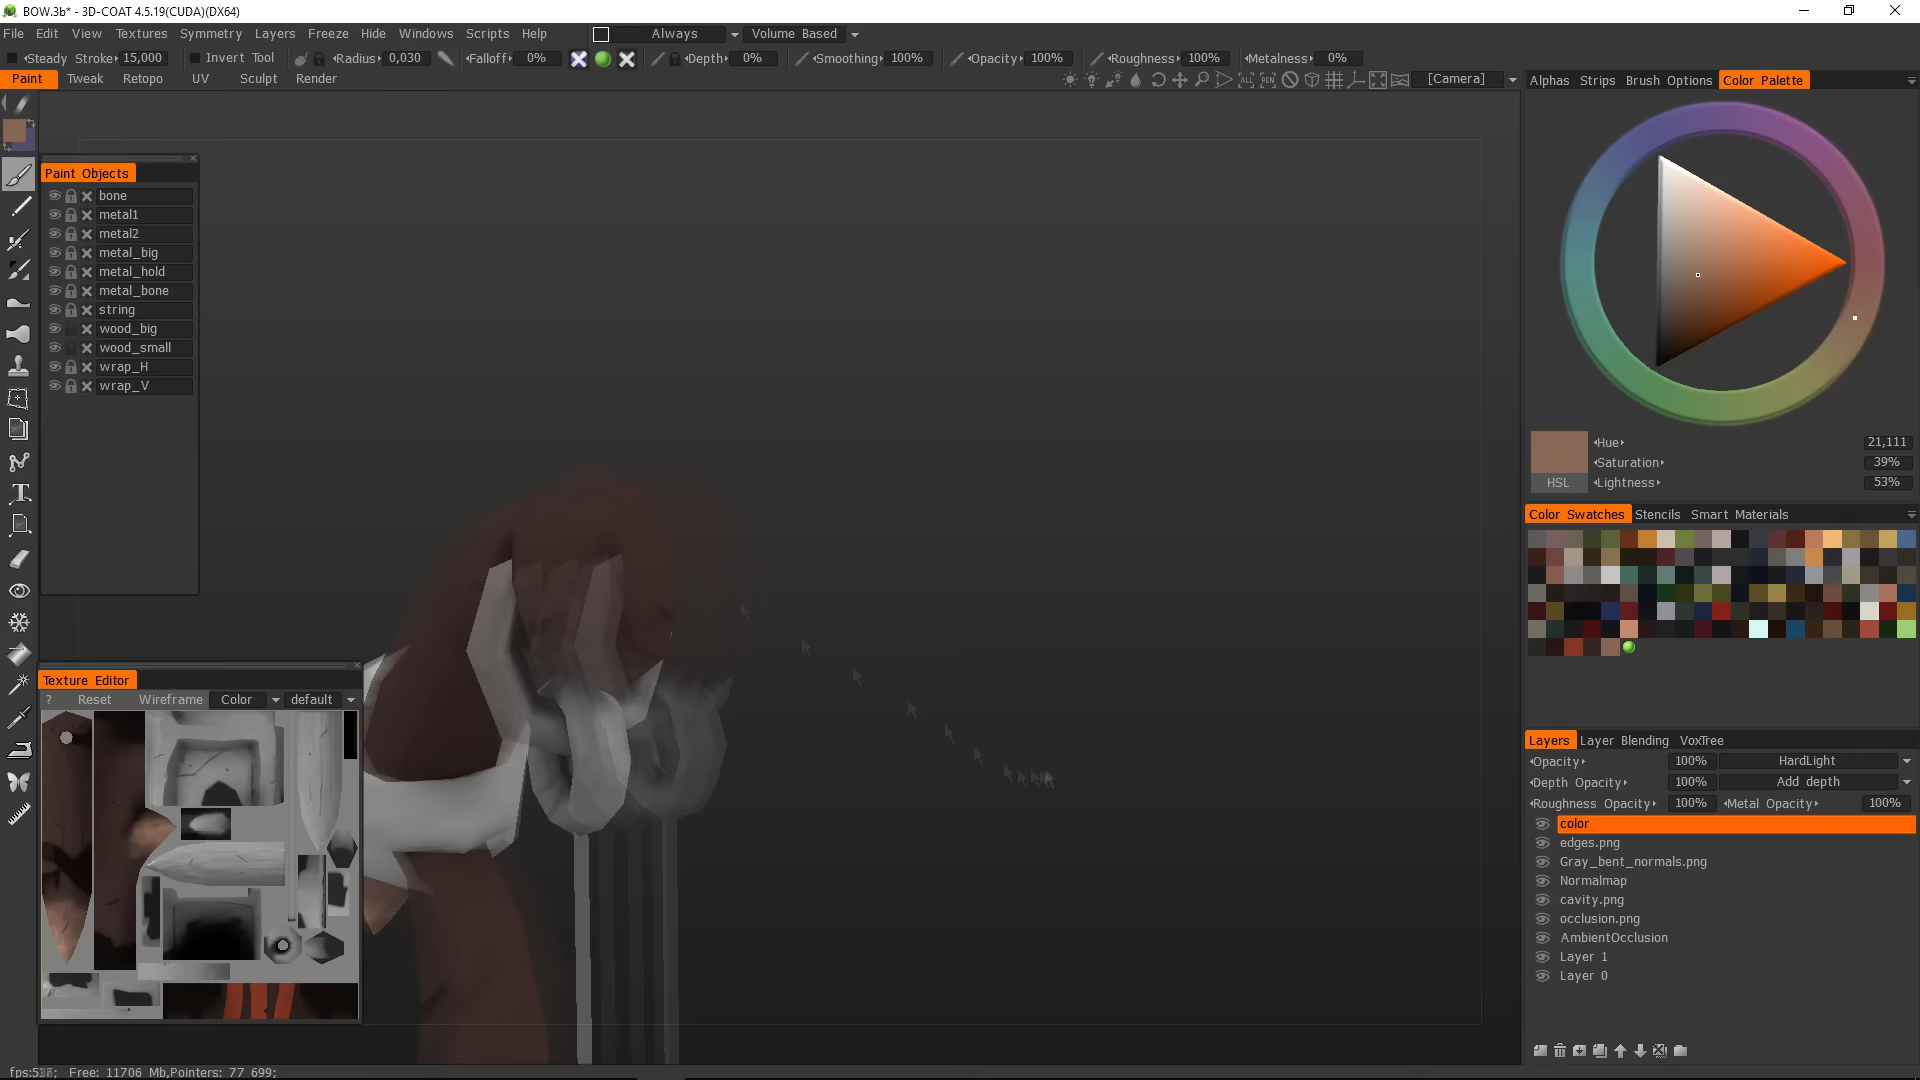 BOW.3b* - 3D-COAT 4.5.19(CUDA)(DX64)
File Edit View Textures Symmetry Layers Freeze Hide Windows Scripts Help Always Volume Based
Steady Stroke 15,000 Invert Tool Radius 0,030 Falloff 0% Depth 0% Smoothing 100% Opacity 100% Roughness 100% Metalness 0%
Paint Tweak Retopo UV Sculpt Render [Camera]
Alphas Strips Brush Options Color Palette
Paint Objects
bone
metal1
metal2
metal_big
metal_hold
metal_bone
string
wood_big
wood_small
wrap_H
wrap_V
Hue 21,111
Saturation 39%
HSL Lightness 53%
Color Swatches Stencils Smart Materials
Texture Editor
? Reset Wireframe Color default
Layers Layer Blending VoxTree
Opacity 100% HardLight
Depth Opacity 100% Add depth
Roughness Opacity 100% Metal Opacity 100%
color
edges.png
Gray_bent_normals.png
Normalmap
cavity.png
occlusion.png
AmbientOcclusion
Layer 1
Layer 0
Free: 11706 Mb,Pointers: 77 699;